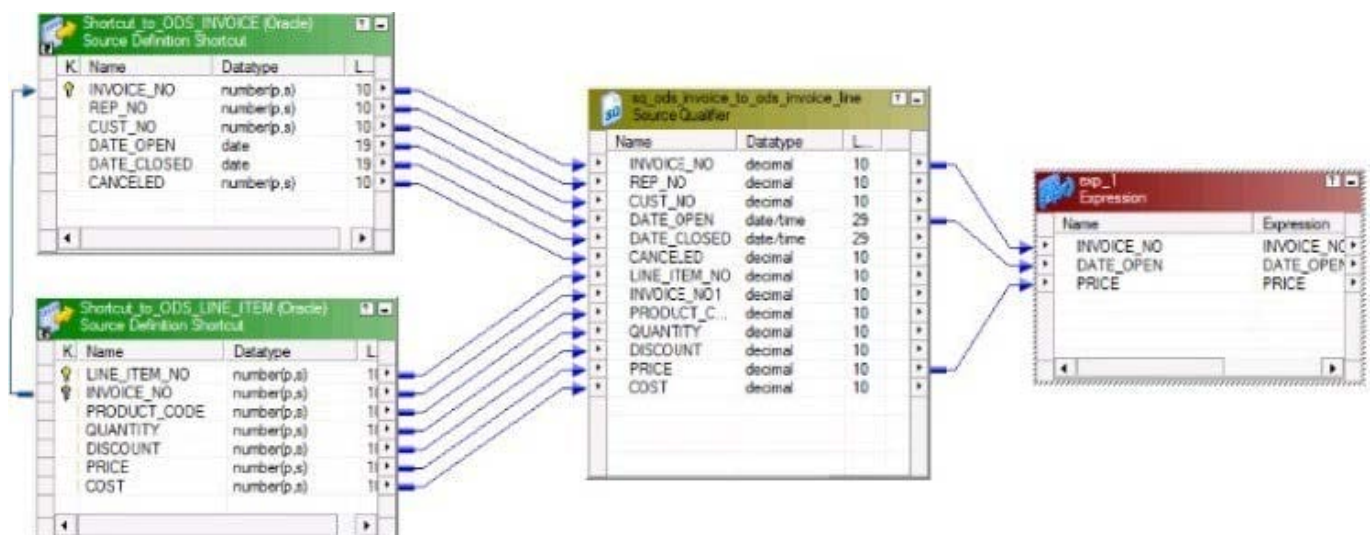 Shortcut_to_ODS_INVOICE (Oracle)
Source Definition Shortcut
K. Name Datatype L...
INVOICE_NO number(p,s) 10
REP_NO number(p,s) 10
CUST_NO number(p,s) 10
DATE_OPEN date 19
DATE_CLOSED date 19
CANCELED number(p,s) 10
Shortcut_to_ODS_LINE_ITEM (Oracle)
Source Definition Shortcut
K. Name Datatype L
LINE_ITEM_NO number(p,s)
INVOICE_NO number(p,s)
PRODUCT_CODE number(p,s)
QUANTITY number(p,s)
DISCOUNT number(p,s)
PRICE number(p,s)
COST number(p,s)
sq_ods_invoice_to_ods_invoice_line
Source Qualifier
Name Datatype L...
INVOICE_NO decimal 10
REP_NO decimal 10
CUST_NO decimal 10
DATE_OPEN date/time 29
DATE_CLOSED date/time 29
CANCELED decimal 10
LINE_ITEM_NO decimal 10
INVOICE_NO1 decimal 10
PRODUCT_C... decimal 10
QUANTITY decimal 10
DISCOUNT decimal 10
PRICE decimal 10
COST decimal 10
exp_1
Expression
Name Expression
INVOICE_NO INVOICE_NO
DATE_OPEN DATE_OPEN
PRICE PRICE